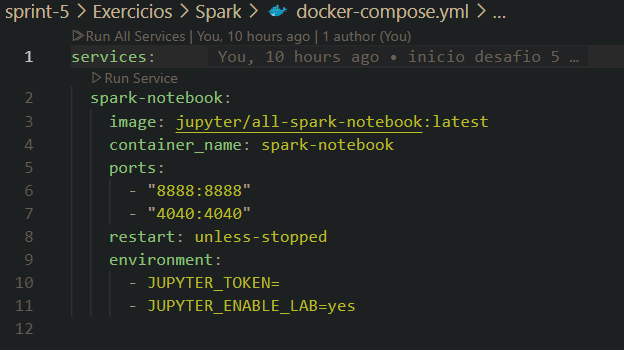 sprint-5 > Exercicios > Spark > docker-compose.yml > ...
Run All Services | You, 10 hours ago | 1 author (You)
1 services: You, 10 hours ago • inicio desafio 5 ...
Run Service
2 spark-notebook:
3 image: jupyter/all-spark-notebook:latest
4 container_name: spark-notebook
5 ports:
6 - "8888:8888"
7 - "4040:4040"
8 restart: unless-stopped
9 environment:
10 - JUPYTER_TOKEN=
11 - JUPYTER_ENABLE_LAB=yes
12